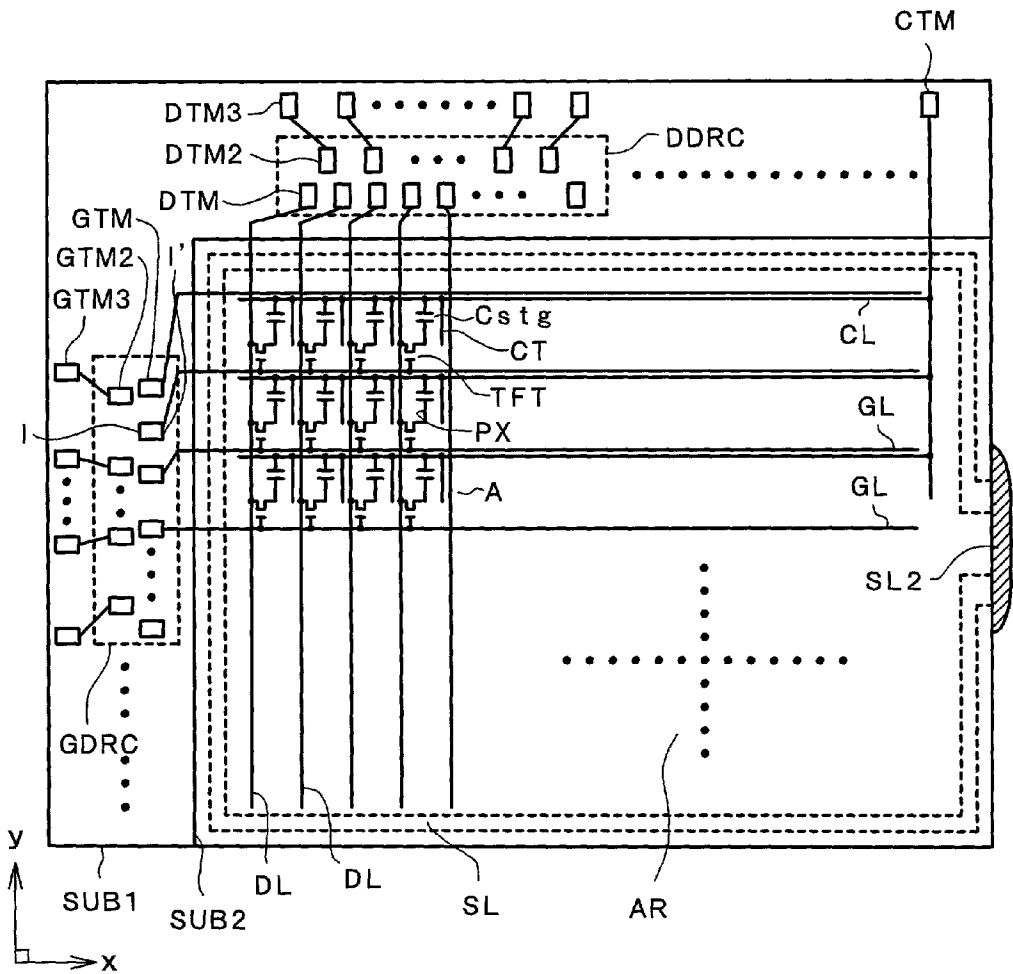 CTM
DTM3
DTM2
DDRC
DTM
GTM
GTM2
I'
GTM3
Cstg
CL
CT
TFT
GL
PX
I
A
GL
SL2
GDRC
y
SUB1
DL
DL
SUB2
SL
AR
x